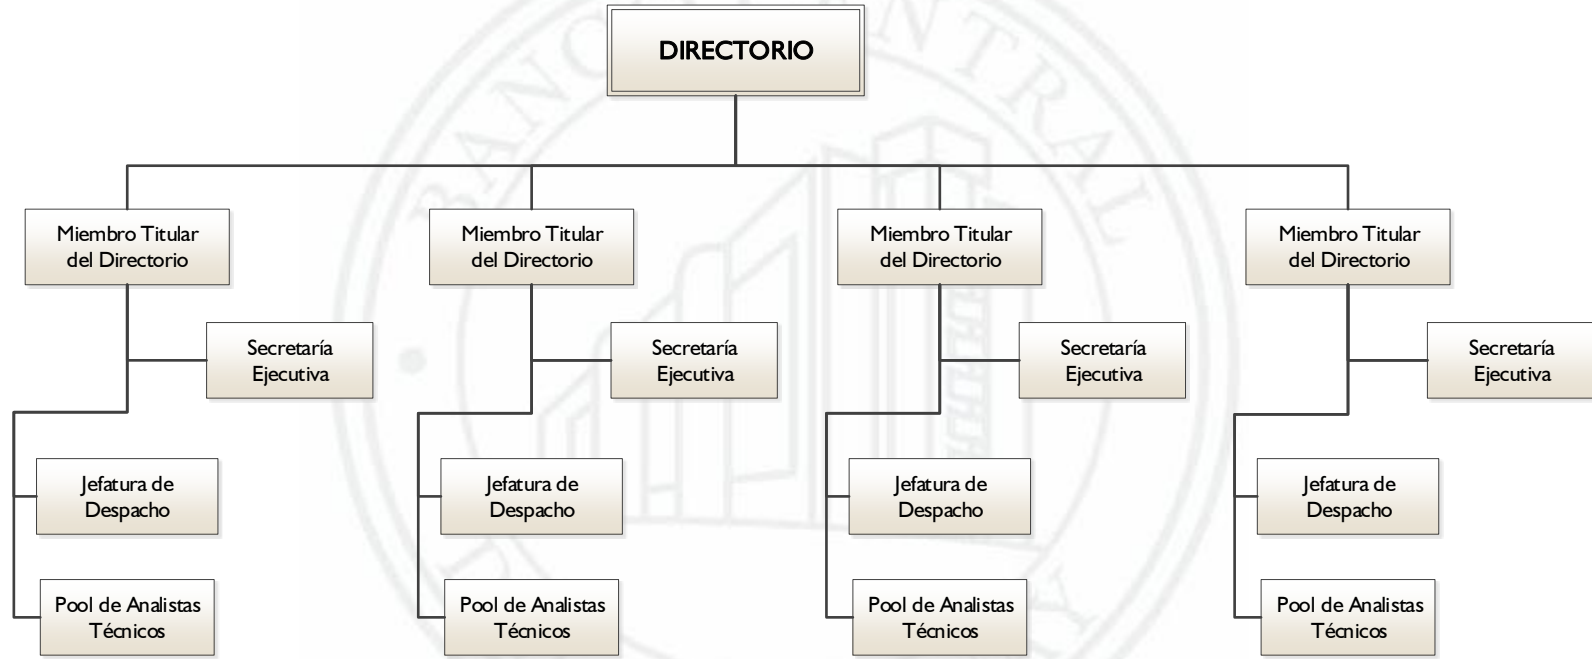 DIRECTORIO
Miembro Titular
del Directorio
Miembro Titular
del Directorio
Miembro Titular
del Directorio
Miembro Titular
del Directorio
Secretaría
Ejecutiva
Secretaría
Ejecutiva
Secretaría
Ejecutiva
Secretaría
Ejecutiva
Jefatura de
Despacho
Jefatura de
Despacho
Jefatura de
Despacho
Jefatura de
Despacho
Pool de Analistas
Técnicos
Pool de Analistas
Técnicos
Pool de Analistas
Técnicos
Pool de Analistas
Técnicos
BANCO CENTRAL